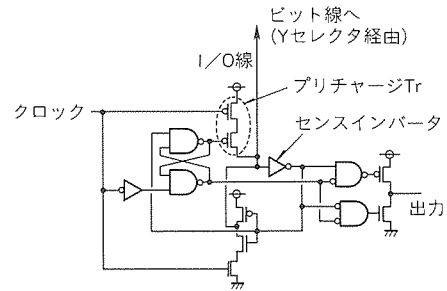 ビット線へ
(Yセレクタ経由)
I/O線
プリチャージTr
クロック
センスインバータ
出力